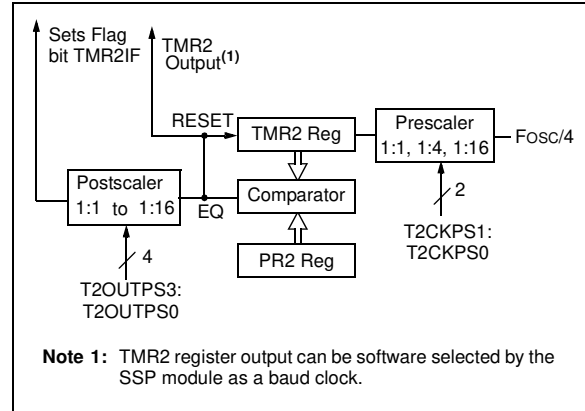 Sets Flag
bit TMR2IF
TMR2
Output(1)
RESET
TMR2 Reg
Prescaler
1:1, 1:4, 1:16
FOSC/4
Postscaler
1:1 to 1:16
EQ
Comparator
2
T2CKPS1:
T2CKPS0
4
PR2 Reg
T2OUTPS3:
T2OUTPS0
Note 1: TMR2 register output can be software selected by the
SSP module as a baud clock.